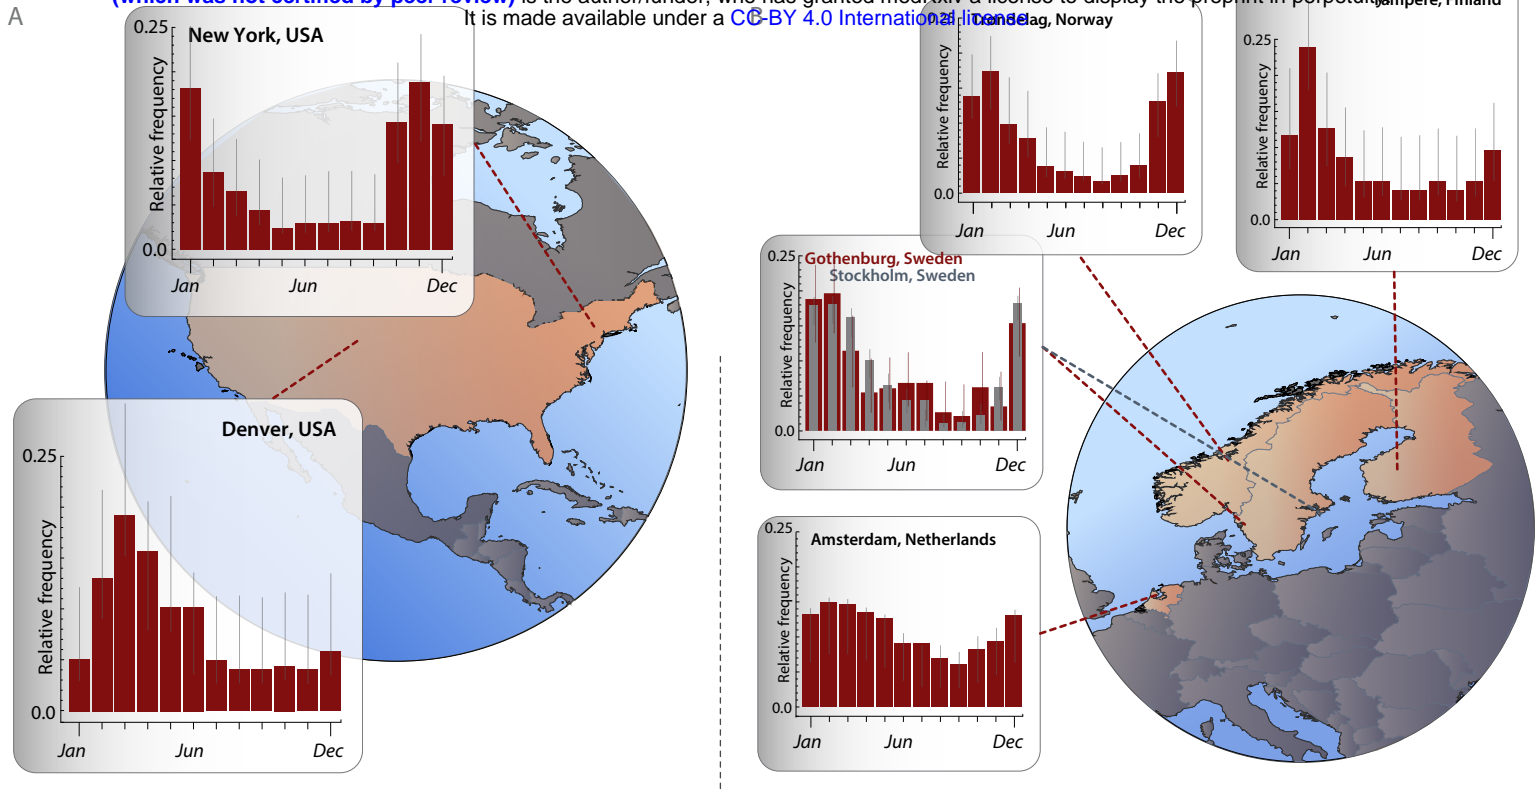 (which was not certified by peer review) is the author/funder, who has granted medRxiv a license to display the preprint in perpetuity.
It is made available under a CC-BY 4.0 International license.
A
B
New York, USA
0.25
Relative frequency
0.0
Jan Jun Dec
Denver, USA
0.25
Relative frequency
0.0
Jan Jun Dec
0.25
Trondelag, Norway
Relative frequency
0.0
Jan Jun Dec
Tampere, Finland
0.25
Relative frequency
0.0
Jan Jun Dec
0.25
Gothenburg, Sweden
Stockholm, Sweden
Relative frequency
0.0
Jan Jun Dec
0.25
Amsterdam, Netherlands
Relative frequency
0.0
Jan Jun Dec